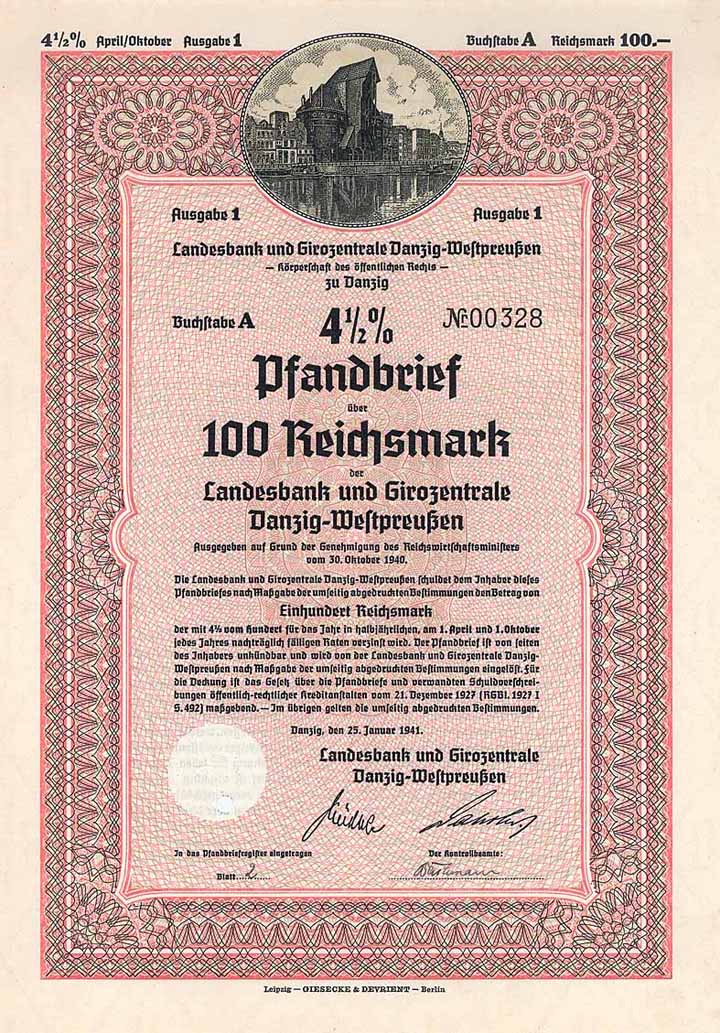 4½% April/Oktober Ausgabe 1 Buchstabe A Reichsmark 100.—
Ausgabe 1 Ausgabe 1
Landesbank und Girozentrale Danzig-Westpreußen
— Körperschaft des öffentlichen Rechts —
zu Danzig
Buchstabe A 4½% № 00328
Pfandbrief
über
100 Reichsmark
der
Landesbank und Girozentrale
Danzig-Westpreußen
Ausgegeben auf Grund der Genehmigung des Reichswirtschaftsministers
vom 30. Oktober 1940.
Die Landesbank und Girozentrale Danzig-Westpreußen schuldet dem Inhaber dieses
Pfandbriefes nach Maßgabe der umseitig abgedruckten Bestimmungen den Betrag von
Einhundert Reichsmark
der mit 4½ vom Hundert für das Jahr in halbjährlichen, am 1. April und 1. Oktober
jedes Jahres nachträglich fälligen Raten verzinst wird. Der Pfandbrief ist von seiten
des Inhabers unkündbar und wird von der Landesbank und Girozentrale Danzig-
Westpreußen nach Maßgabe der umseitig abgedruckten Bestimmungen eingelöst. Für
die Deckung ist das Gesetz über die Pfandbriefe und verwandten Schuldverschrei-
bungen öffentlich-rechtlicher Kreditanstalten vom 21. Dezember 1927 (RGBl. 1927 I
S. 492) maßgebend. — Im übrigen gelten die umseitig abgedruckten Bestimmungen.
Danzig, den 25. Januar 1941.
Landesbank und Girozentrale
Danzig-Westpreußen
In das Pfandbriefregister eingetragen Der Kontrollbeamte:
Blatt 2
Leipzig — GIESECKE & DEVRIENT — Berlin